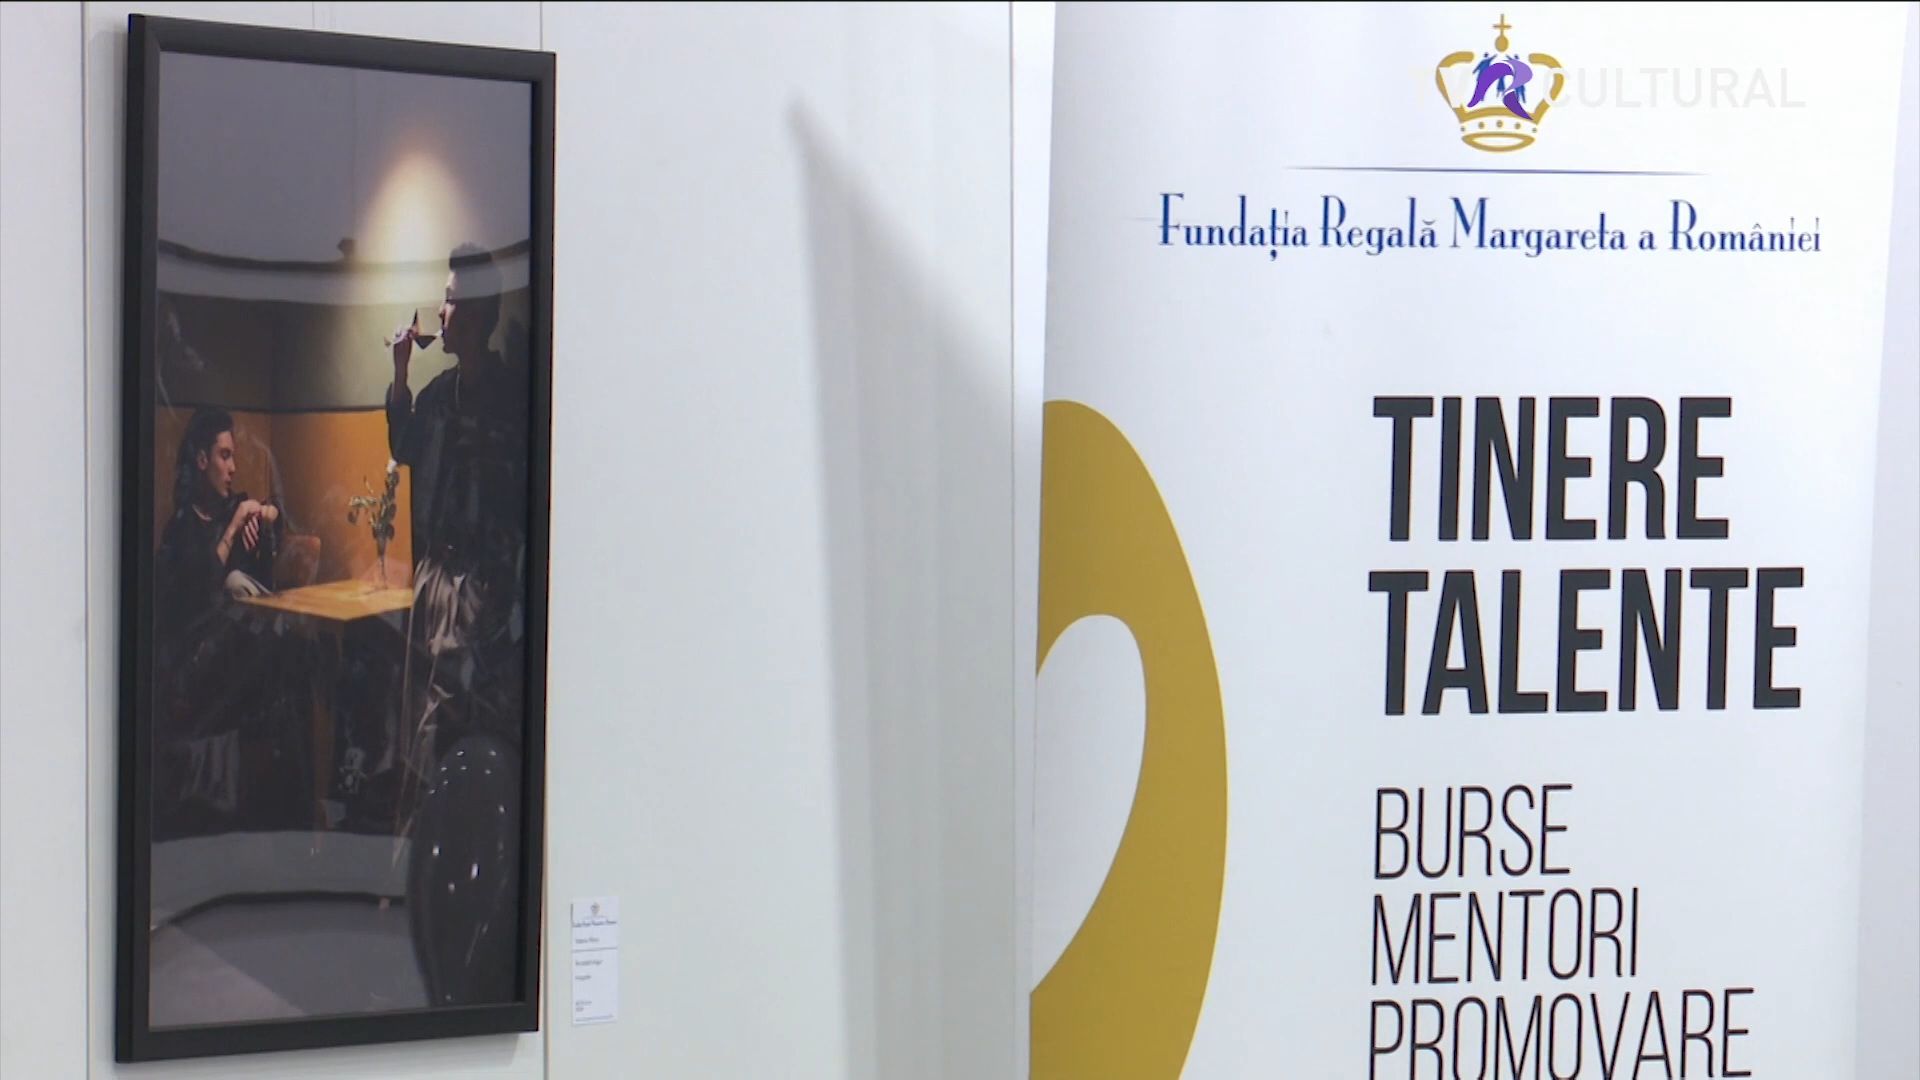 TVR CULTURAL
Fundația Regală Margareta a României
TINERE
TALENTE
BURSE
MENTORI
PROMOVARE